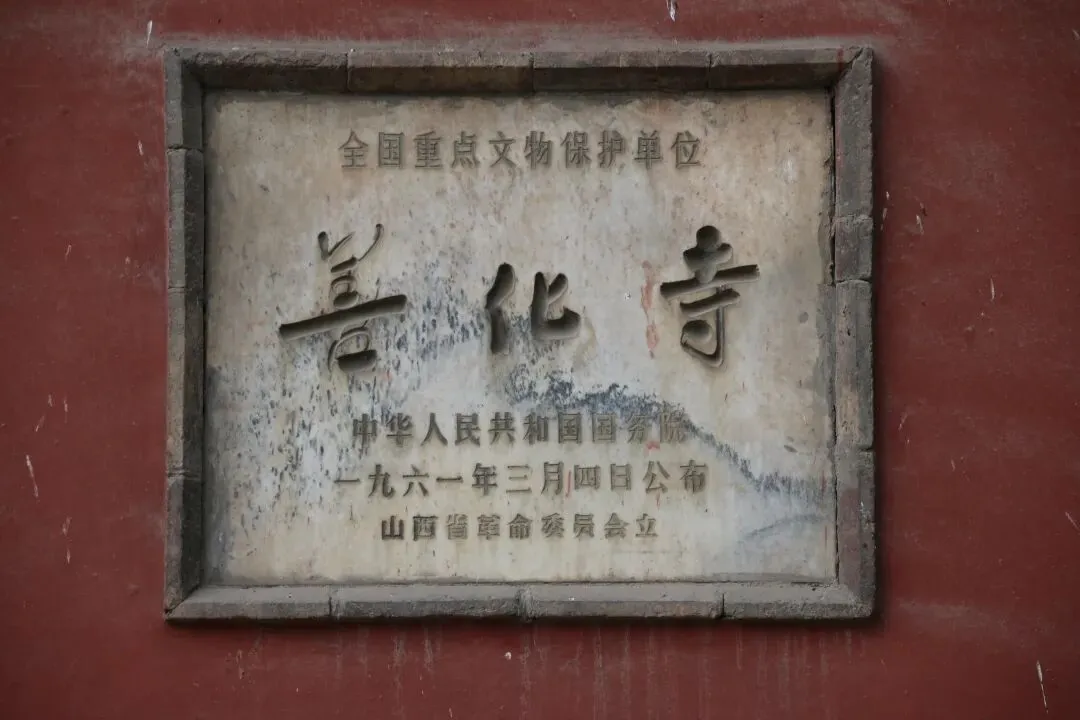 全国重点文物保护单位
善化寺
中华人民共和国国务院
一九六一年三月四日公布
山西省革命委员会立